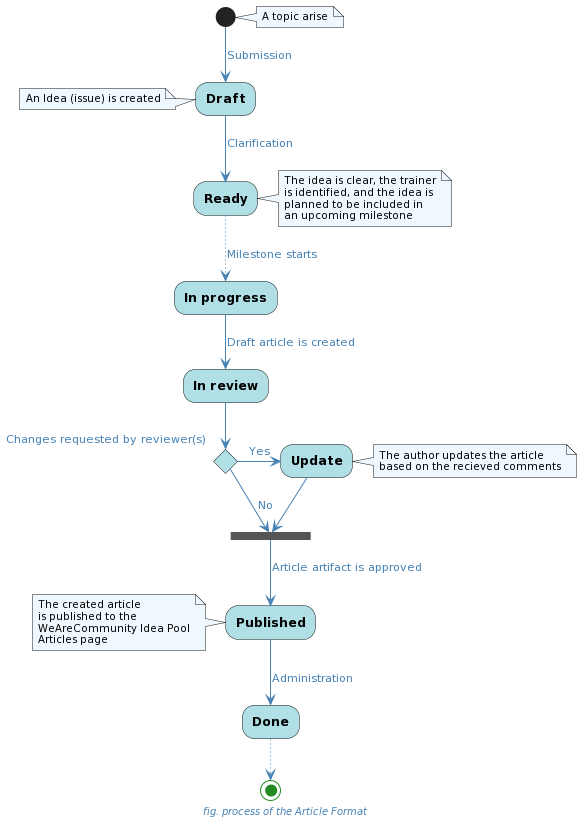 A topic arise
Submission
An Idea (issue) is created
Draft
Clarification
Ready
The idea is clear, the trainer
is identified, and the idea is
planned to be included in
an upcoming milestone
Milestone starts
In progress
Draft article is created
In review
Changes requested by reviewer(s)
Yes
Update
The author updates the article
based on the recieved comments
No
Article artifact is approved
The created article
is published to the
WeAreCommunity Idea Pool
Articles page
Published
Administration
Done
fig. process of the Article Format